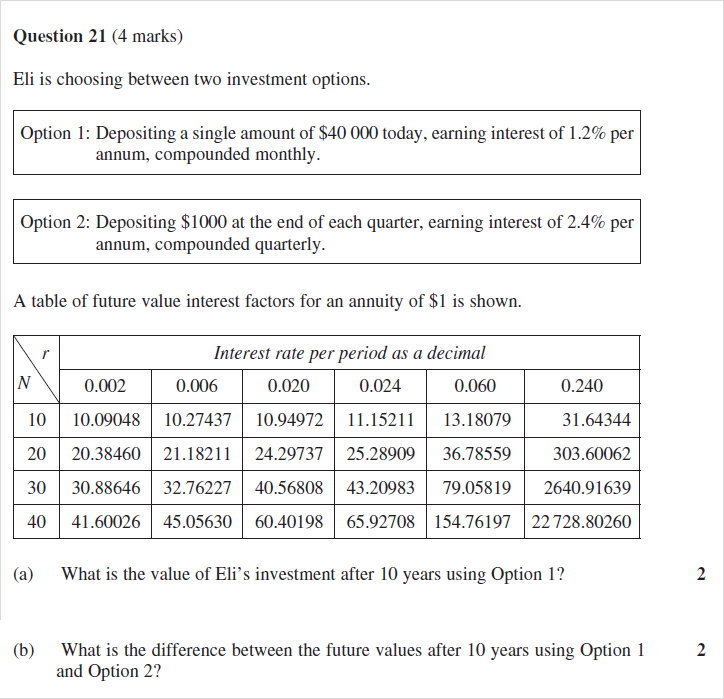 Question 21 (4 marks)
Eli is choosing between two investment options.
Option 1: Depositing a single amount of $40 000 today, earning interest of 1.2% per
annum, compounded monthly.
Option 2: Depositing $1000 at the end of each quarter, earning interest of 2.4% per
annum, compounded quarterly.
A table of future value interest factors for an annuity of $1 is shown.
r Interest rate per period as a decimal
N 0.002 0.006 0.020 0.024 0.060 0.240
10 10.09048 10.27437 10.94972 11.15211 13.18079 31.64344
20 20.38460 21.18211 24.29737 25.28909 36.78559 303.60062
30 30.88646 32.76227 40.56808 43.20983 79.05819 2640.91639
40 41.60026 45.05630 60.40198 65.92708 154.76197 22 728.80260
(a) What is the value of Eli’s investment after 10 years using Option 1? 2
(b) What is the difference between the future values after 10 years using Option 1 2
and Option 2?